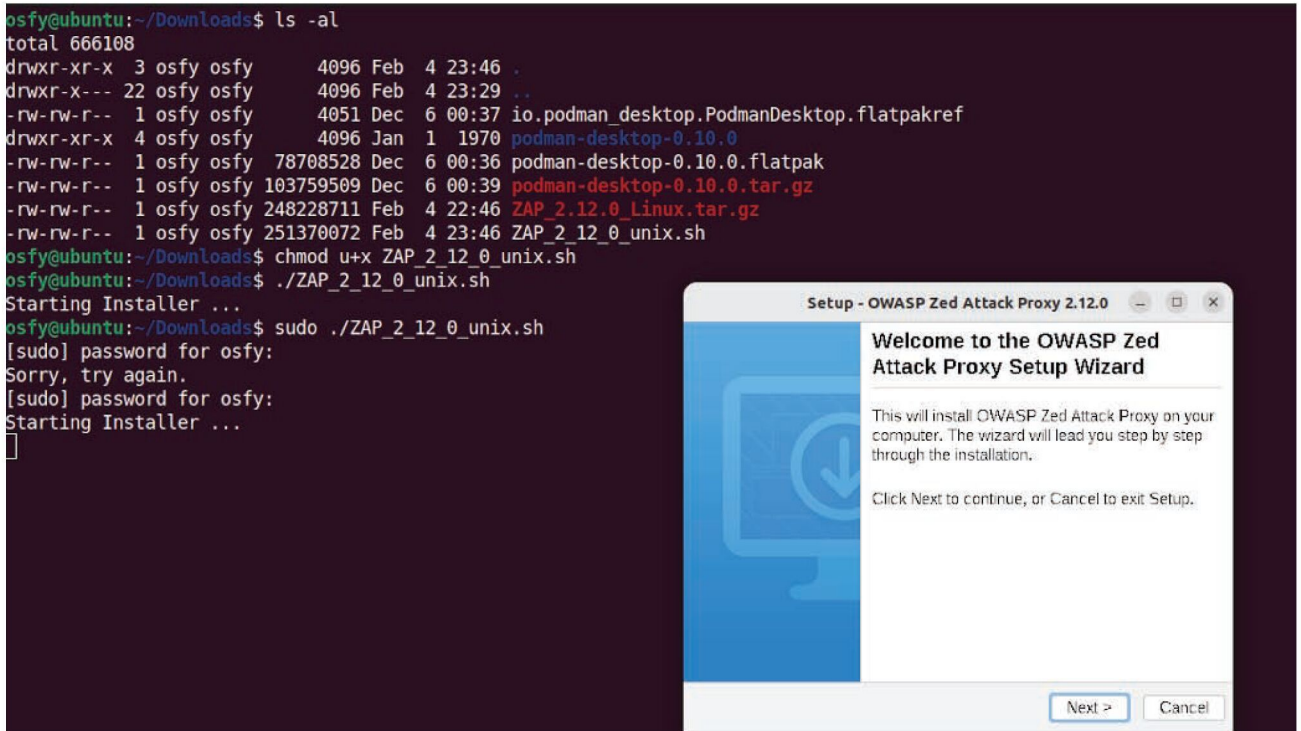 osfy@ubuntu:~/Downloads$ ls -al
total 666108
drwxr-xr-x  3 osfy osfy      4096 Feb  4 23:46 .
drwxr-x--- 22 osfy osfy      4096 Feb  4 23:29 ..
-rw-rw-r--  1 osfy osfy      4051 Dec  6 00:37 io.podman_desktop.PodmanDesktop.flatpakref
drwxr-xr-x  4 osfy osfy      4096 Jan  1  1970 podman-desktop-0.10.0
-rw-rw-r--  1 osfy osfy  78708528 Dec  6 00:36 podman-desktop-0.10.0.flatpak
-rw-rw-r--  1 osfy osfy 103759509 Dec  6 00:39 podman-desktop-0.10.0.tar.gz
-rw-rw-r--  1 osfy osfy 248228711 Feb  4 22:46 ZAP_2.12.0_Linux.tar.gz
-rw-rw-r--  1 osfy osfy 251370072 Feb  4 23:46 ZAP_2_12_0_unix.sh
osfy@ubuntu:~/Downloads$ chmod u+x ZAP_2_12_0_unix.sh
osfy@ubuntu:~/Downloads$ ./ZAP_2_12_0_unix.sh
Starting Installer ...
osfy@ubuntu:~/Downloads$ sudo ./ZAP_2_12_0_unix.sh
[sudo] password for osfy:
Sorry, try again.
[sudo] password for osfy:
Starting Installer ...
Setup - OWASP Zed Attack Proxy 2.12.0
Welcome to the OWASP Zed
Attack Proxy Setup Wizard
This will install OWASP Zed Attack Proxy on your
computer. The wizard will lead you step by step
through the installation.
Click Next to continue, or Cancel to exit Setup.
Next >
Cancel